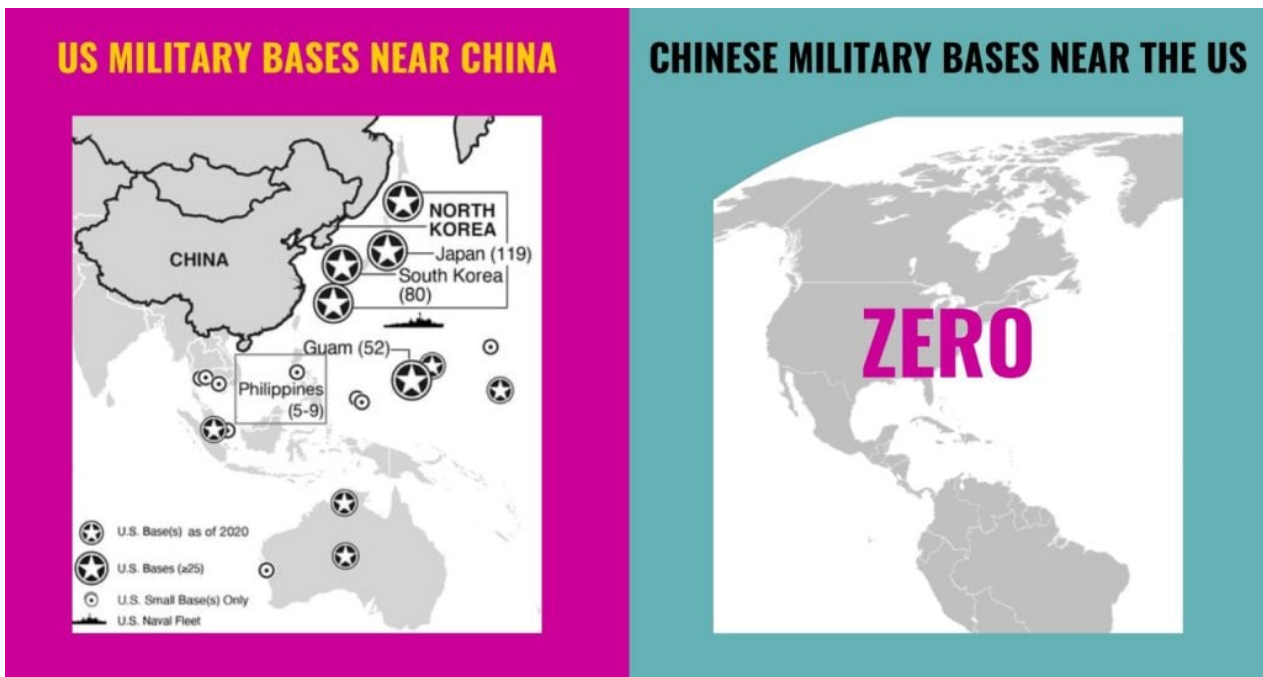 US MILITARY BASES NEAR CHINA
CHINA
NORTH
KOREA
Japan (119)
South Korea
(80)
Guam (52)
Philippines
(5-9)
U.S. Base(s) as of 2020
U.S. Bases (≥25)
U.S. Small Base(s) Only
U.S. Naval Fleet
CHINESE MILITARY BASES NEAR THE US
ZERO